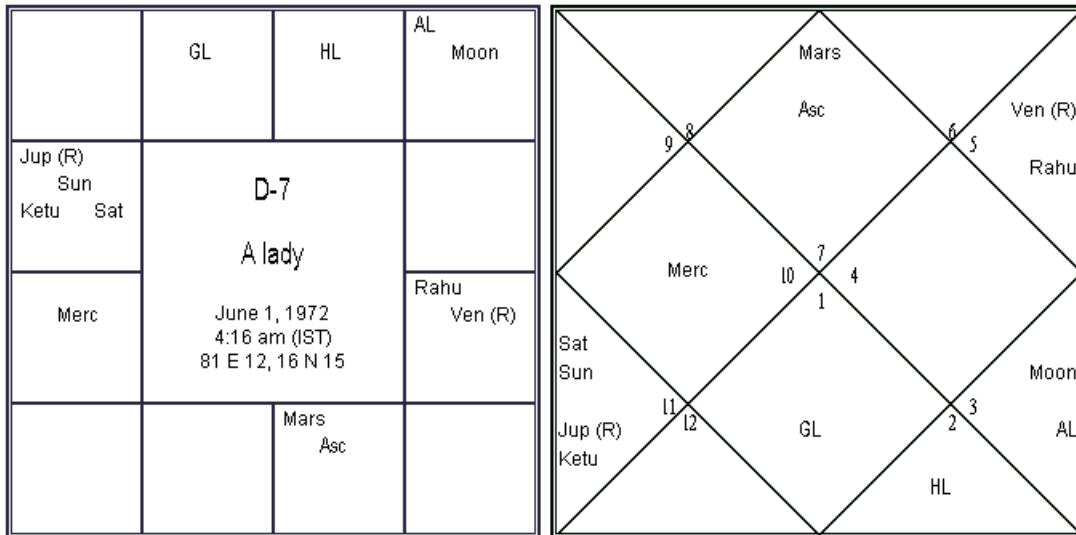 AL
GL HL Moon
Jup (R)
Sun
Ketu Sat
D-7
A lady
June 1, 1972
4:16 am (IST)
81 E 12, 16 N 15
Merc
Rahu
Ven (R)
Mars
Asc
Mars
Asc
8
9
6
5
Ven (R)
Rahu
Merc
7
10 4
1
Sat
Sun
Jup (R)
Ketu
11
12
GL
3
2
HL
Moon
AL